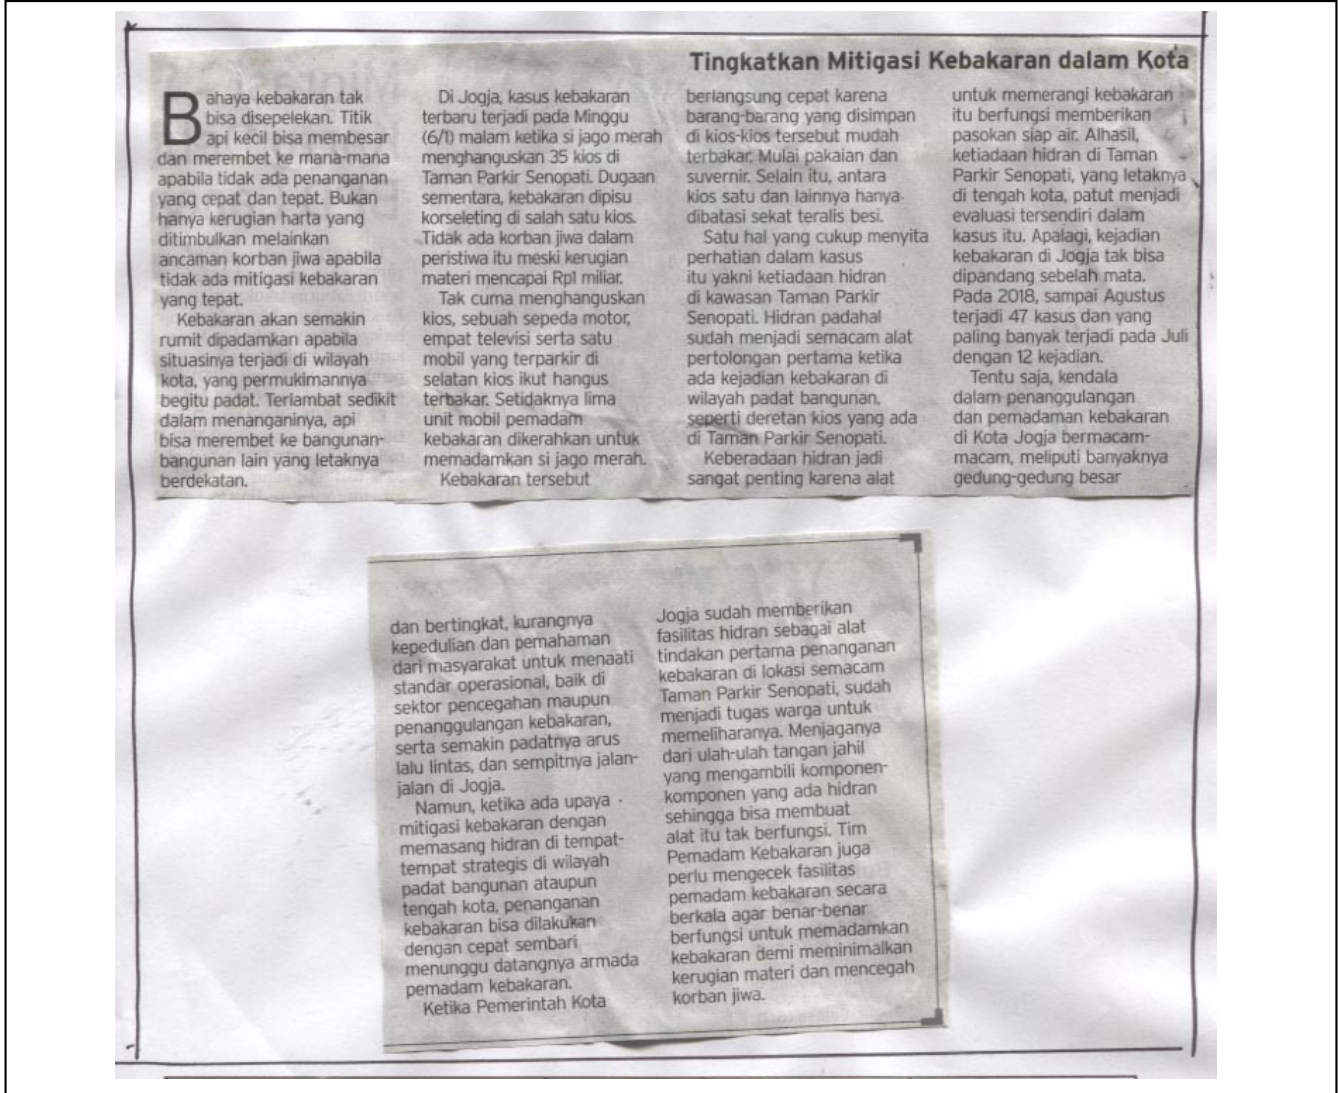 Tingkatkan Mitigasi Kebakaran dalam Kota
Bahaya kebakaran tak
bisa disepelekan. Titik
api kecil bisa membesar
dan merembet ke mana-mana
apabila tidak ada penanganan
yang cepat dan tepat. Bukan
hanya kerugian harta yang
ditimbulkan melainkan
ancaman korban jiwa apabila
tidak ada mitigasi kebakaran
yang tepat.
Kebakaran akan semakin
rumit dipadamkan apabila
situasinya terjadi di wilayah
kota, yang permukimannya
begitu padat. Terlambat sedikit
dalam menanganinya, api
bisa merembet ke bangunan-
bangunan lain yang letaknya
berdekatan.
Di Jogja, kasus kebakaran
terbaru terjadi pada Minggu
(6/1) malam ketika si jago merah
menghanguskan 35 kios di
Taman Parkir Senopati. Dugaan
sementara, kebakaran dipisu
korseleting di salah satu kios.
Tidak ada korban jiwa dalam
peristiwa itu meski kerugian
materi mencapai Rp1 miliar.
Tak cuma menghanguskan
kios, sebuah sepeda motor,
empat televisi serta satu
mobil yang terparkir di
selatan kios ikut hangus
terbakar. Setidaknya lima
unit mobil pemadam
kebakaran dikerahkan untuk
memadamkan si jago merah.
Kebakaran tersebut
berlangsung cepat karena
barang-barang yang disimpan
di kios-kios tersebut mudah
terbakar. Mulai pakaian dan
suvernir. Selain itu, antara
kios satu dan lainnya hanya
dibatasi sekat teralis besi.
Satu hal yang cukup menyita
perhatian dalam kasus
itu yakni ketiadaan hidran
di kawasan Taman Parkir
Senopati. Hidran padahal
sudah menjadi semacam alat
pertolongan pertama ketika
ada kejadian kebakaran di
wilayah padat bangunan,
seperti deretan kios yang ada
di Taman Parkir Senopati.
Keberadaan hidran jadi
sangat penting karena alat
untuk memerangi kebakaran
itu berfungsi memberikan
pasokan siap air. Alhasil,
ketiadaan hidran di Taman
Parkir Senopati, yang letaknya
di tengah kota, patut menjadi
evaluasi tersendiri dalam
kasus itu. Apalagi, kejadian
kebakaran di Jogja tak bisa
dipandang sebelah mata.
Pada 2018, sampai Agustus
terjadi 47 kasus dan yang
paling banyak terjadi pada Juli
dengan 12 kejadian.
Tentu saja, kendala
dalam penanggulangan
dan pemadaman kebakaran
di Kota Jogja bermacam-
macam, meliputi banyaknya
gedung-gedung besar
dan bertingkat, kurangnya
kepedulian dan pemahaman
dari masyarakat untuk menaati
standar operasional, baik di
sektor pencegahan maupun
penanggulangan kebakaran,
serta semakin padatnya arus
lalu lintas, dan sempitnya jalan-
jalan di Jogja.
Namun, ketika ada upaya
mitigasi kebakaran dengan
memasang hidran di tempat-
tempat strategis di wilayah
padat bangunan ataupun
tengah kota, penanganan
kebakaran bisa dilakukan
dengan cepat sembari
menunggu datangnya armada
pemadam kebakaran.
Ketika Pemerintah Kota
Jogja sudah memberikan
fasilitas hidran sebagai alat
tindakan pertama penanganan
kebakaran di lokasi semacam
Taman Parkir Senopati, sudah
menjadi tugas warga untuk
memeliharanya. Menjaganya
dari ulah-ulah tangan jahil
yang mengambili komponen-
komponen yang ada hidran
sehingga bisa membuat
alat itu tak berfungsi. Tim
Pemadam Kebakaran juga
perlu mengecek fasilitas
pemadam kebakaran secara
berkala agar benar-benar
berfungsi untuk memadamkan
kebakaran demi meminimalkan
kerugian materi dan mencegah
korban jiwa.